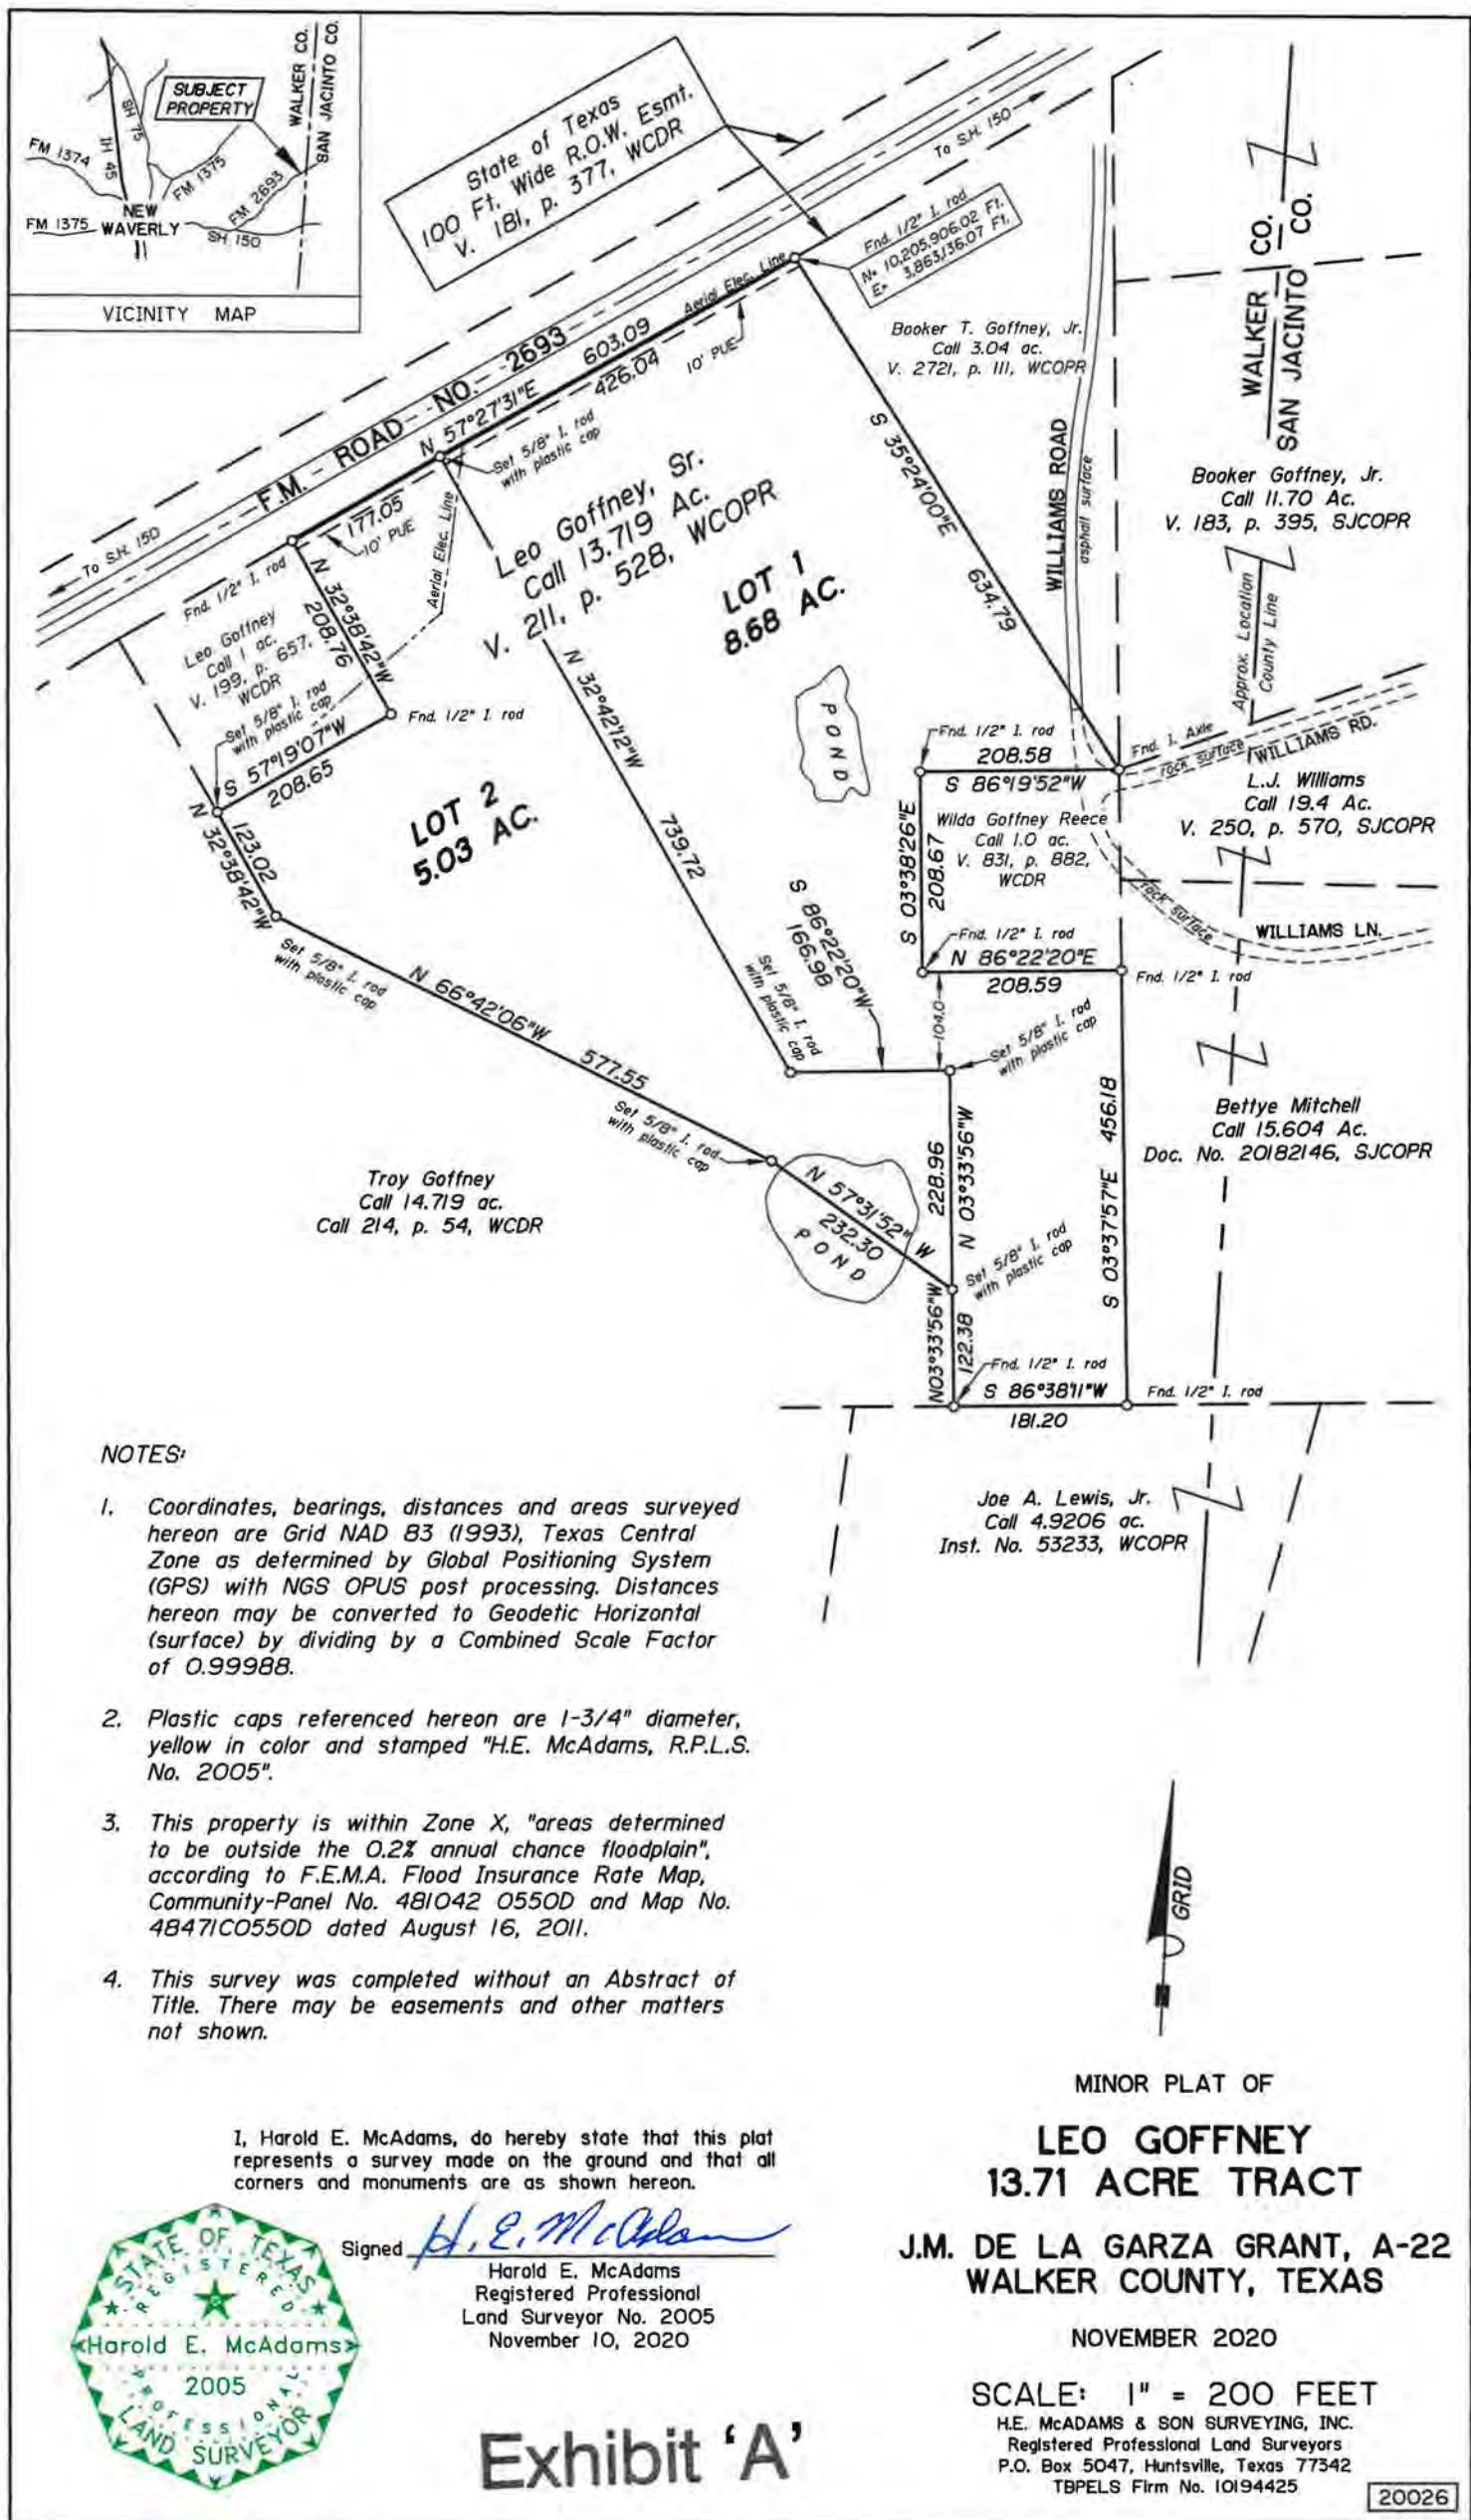 SUBJECT
PROPERTY
WALKER CO.
SAN JACINTO CO.
SH 75
IH 45
FM 1374
FM 1375
FM 2693
NEW
WAVERLY
FM 1375
SH 150
VICINITY MAP
State of Texas
100 Ft. Wide R.O.W. Esmt.
V. 181, p. 377, WCDR
To S.H. 150
Fnd. 1/2" I. rod
N= 10,205,906.02 Ft.
E= 3,863,136.07 Ft.
Aerial Elec. Line
F.M. ROAD NO. 2693
N 57°27'31"E 603.09
426.04
10' PUE
Set 5/8" I. rod
with plastic cap
177.05
10' PUE
Aerial Elec. Line
To S.H. 150
Fnd. 1/2" I. rod
N 32°38'42"W
208.76
Leo Goffney
Call 1 ac.
V. 199, p. 657,
WCDR
Set 5/8" I. rod
with plastic cap
Fnd. 1/2" I. rod
S 57°19'07"W
208.65
123.02
N 32°38'42"W
LOT 2
5.03 AC.
Leo Goffney, Sr.
Call 13.719 Ac.
V. 211, p. 528, WCOPR
LOT 1
8.68 AC.
N 32°42'12"W
739.72
POND
Booker T. Goffney, Jr.
Call 3.04 ac.
V. 2721, p. 111, WCOPR
S 35°24'00"E
634.79
WILLIAMS ROAD
asphalt surface
WALKER CO.
SAN JACINTO CO.
Booker Goffney, Jr.
Call 11.70 Ac.
V. 183, p. 395, SJCOPR
Approx. Location
County Line
Fnd. I. Axle
rock surface
WILLIAMS RD.
L.J. Williams
Call 19.4 Ac.
V. 250, p. 570, SJCOPR
Fnd. 1/2" I. rod
208.58
S 86°19'52"W
Wilda Goffney Reece
Call 1.0 ac.
V. 831, p. 882,
WCDR
S 03°38'26"E
208.67
Fnd. 1/2" I. rod
N 86°22'20"E
208.59
rock surface
WILLIAMS LN.
Fnd. 1/2" I. rod
S 86°22'20"W
166.98
Set 5/8" I. rod
with plastic cap
104.0
Set 5/8" I. rod
with plastic cap
Set 5/8" I. rod
with plastic cap
N 66°42'06"W
577.55
Set 5/8" I. rod
with plastic cap
N 57°31'52" W
232.30
POND
228.96
N 03°33'56"W
Set 5/8" I. rod
with plastic cap
S 03°37'57"E 456.18
Bettye Mitchell
Call 15.604 Ac.
Doc. No. 20182146, SJCOPR
Troy Goffney
Call 14.719 ac.
Call 214, p. 54, WCDR
N03°33'56"W
122.38
Fnd. 1/2" I. rod
S 86°38'11"W
181.20
Fnd. 1/2" I. rod
Joe A. Lewis, Jr.
Call 4.9206 ac.
Inst. No. 53233, WCOPR
NOTES:
1. Coordinates, bearings, distances and areas surveyed
hereon are Grid NAD 83 (1993), Texas Central
Zone as determined by Global Positioning System
(GPS) with NGS OPUS post processing. Distances
hereon may be converted to Geodetic Horizontal
(surface) by dividing by a Combined Scale Factor
of 0.99988.
2. Plastic caps referenced hereon are 1-3/4" diameter,
yellow in color and stamped "H.E. McAdams, R.P.L.S.
No. 2005".
3. This property is within Zone X, "areas determined
to be outside the 0.2% annual chance floodplain",
according to F.E.M.A. Flood Insurance Rate Map,
Community-Panel No. 481042 0550D and Map No.
48471C0550D dated August 16, 2011.
4. This survey was completed without an Abstract of
Title. There may be easements and other matters
not shown.
GRID
I, Harold E. McAdams, do hereby state that this plat
represents a survey made on the ground and that all
corners and monuments are as shown hereon.
Signed H. E. McAdams
Harold E. McAdams
Registered Professional
Land Surveyor No. 2005
November 10, 2020
STATE OF TEXAS
REGISTERED
Harold E. McAdams
2005
PROFESSIONAL
LAND SURVEYOR
Exhibit 'A'
MINOR PLAT OF
LEO GOFFNEY
13.71 ACRE TRACT
J.M. DE LA GARZA GRANT, A-22
WALKER COUNTY, TEXAS
NOVEMBER 2020
SCALE: 1" = 200 FEET
H.E. McADAMS & SON SURVEYING, INC.
Registered Professional Land Surveyors
P.O. Box 5047, Huntsville, Texas 77342
TBPELS Firm No. 10194425
20026